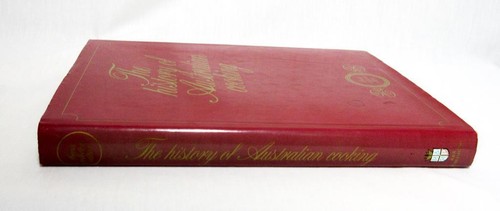 The
history of
Australian
cooking
The history of Australian cooking